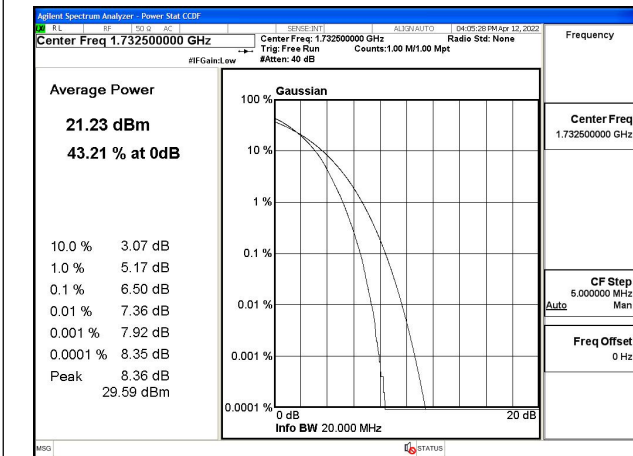 Agilent Spectrum Analyzer - Power Stat CCDF
RL RF 50 Ω AC SENSE:INT ALIGNAUTO 04:05:28 PM Apr 12, 2022
Center Freq 1.732500000 GHz
Center Freq: 1.732500000 GHz Radio Std: None
Trig: Free Run Counts:1.00 M/1.00 Mpt
#IFGain:Low #Atten: 40 dB
Frequency
Average Power
21.23 dBm
43.21 % at 0dB
10.0 % 3.07 dB
1.0 % 5.17 dB
0.1 % 6.50 dB
0.01 % 7.36 dB
0.001 % 7.92 dB
0.0001 % 8.35 dB
Peak 8.36 dB
29.59 dBm
Gaussian
100 %
10 %
1 %
0.1 %
0.01 %
0.001 %
0.0001 %
0 dB 20 dB
Info BW 20.000 MHz
Center Freq
1.732500000 GHz
CF Step
5.000000 MHz
Auto Man
Freq Offset
0 Hz
MSG STATUS